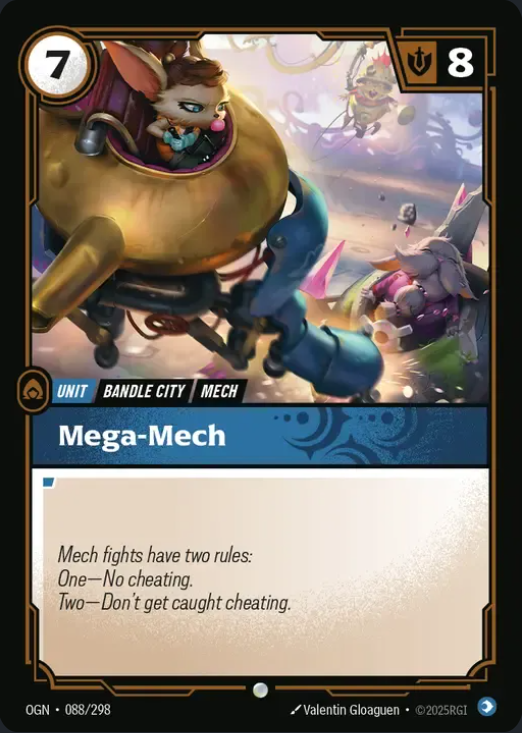 7
8
UNIT BANDLE CITY MECH
Mega-Mech
Mech fights have two rules:
One—No cheating.
Two—Don't get caught cheating.
OGN • 088/298 Valentin Gloaguen • ©2025RGI